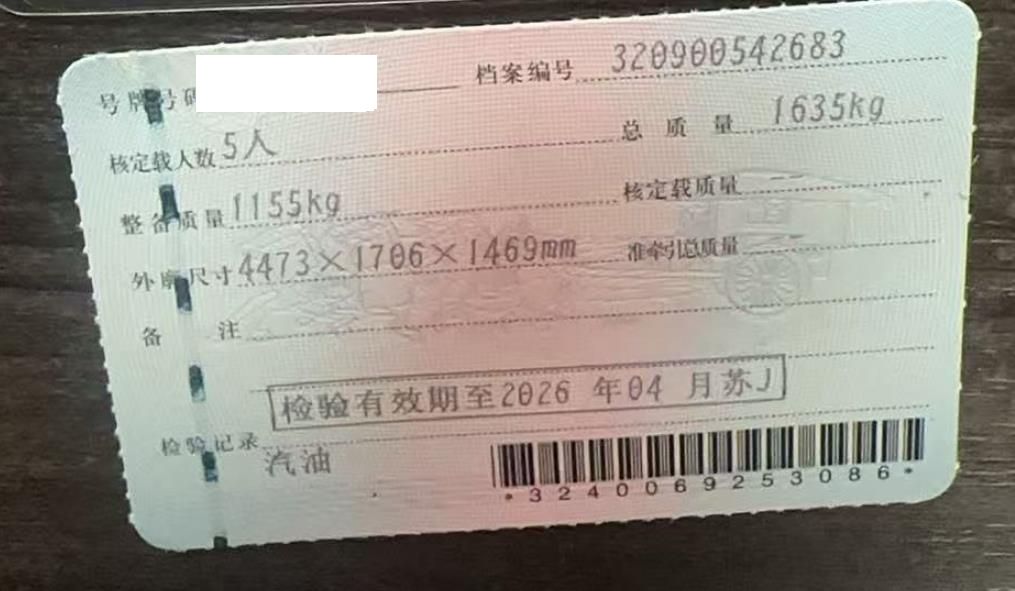 号牌号码 档案编号 320900542683
核定载人数 5人 总质量 1635kg
整备质量 1155kg 核定载质量 --
外廓尺寸 4473×1706×1469mm 准牵引总质量
备注
检验有效期至2026年04月苏J
检验记录 汽油
*3240069253086*